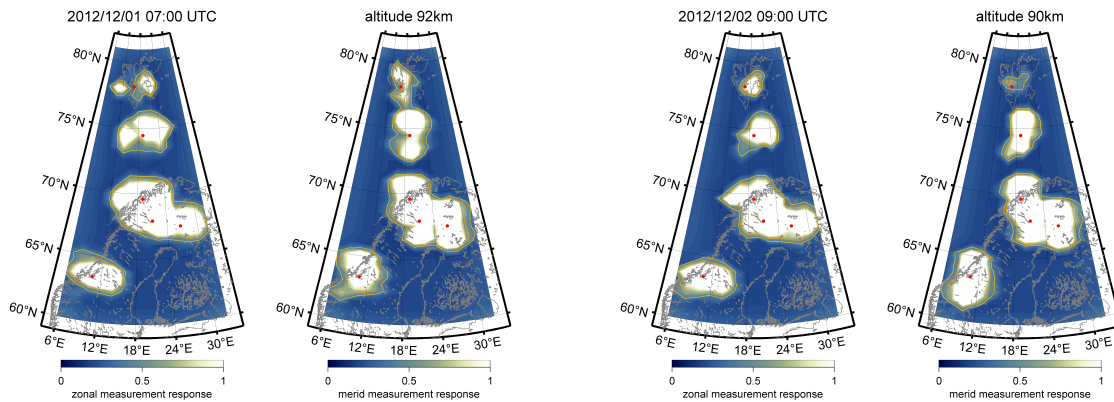 2012/12/01 07:00 UTC
altitude 92km
2012/12/02 09:00 UTC
altitude 90km
80°N
75°N
70°N
65°N
60°N
6°E
12°E
18°E
24°E
30°E
0
0.5
1
zonal measurement response
80°N
75°N
70°N
65°N
60°N
6°E
12°E
18°E
24°E
30°E
0
0.5
1
merid measurement response
80°N
75°N
70°N
65°N
60°N
6°E
12°E
18°E
24°E
30°E
0
0.5
1
zonal measurement response
80°N
75°N
70°N
65°N
60°N
6°E
12°E
18°E
24°E
30°E
0
0.5
1
merid measurement response